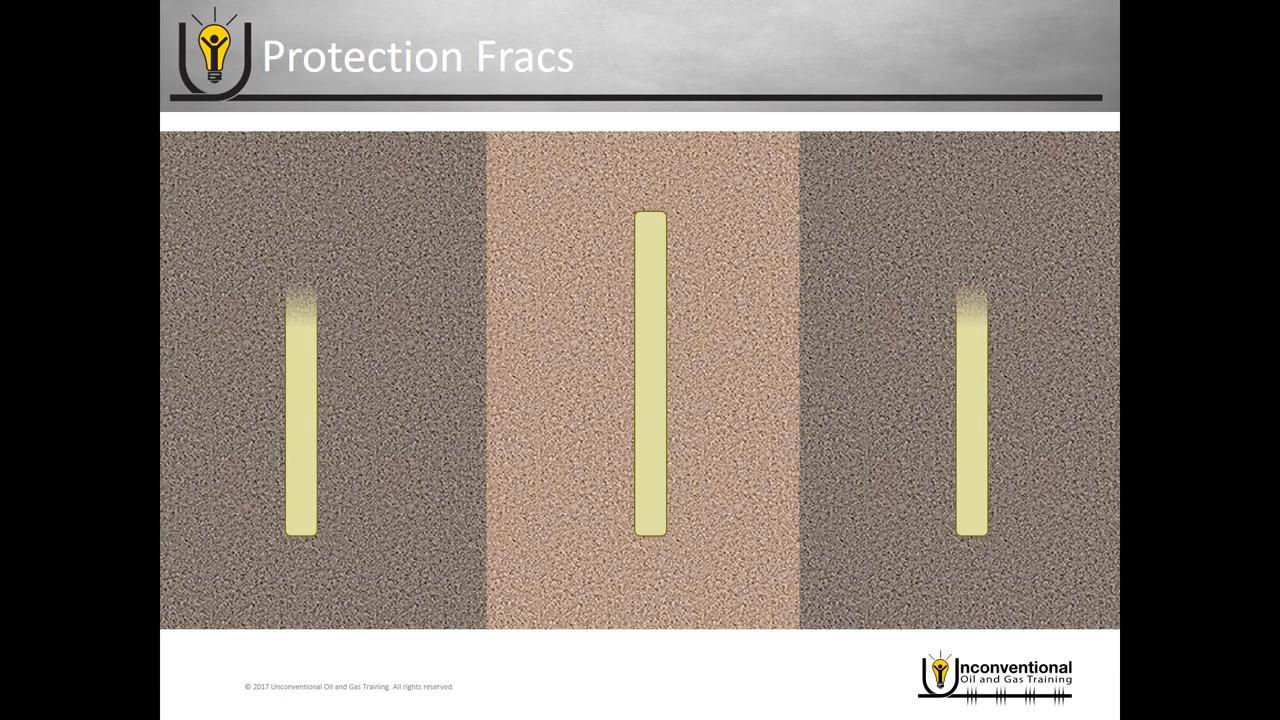 Protection Fracs
© 2017 Unconventional Oil and Gas Training. All rights reserved.
Unconventional
Oil and Gas Training